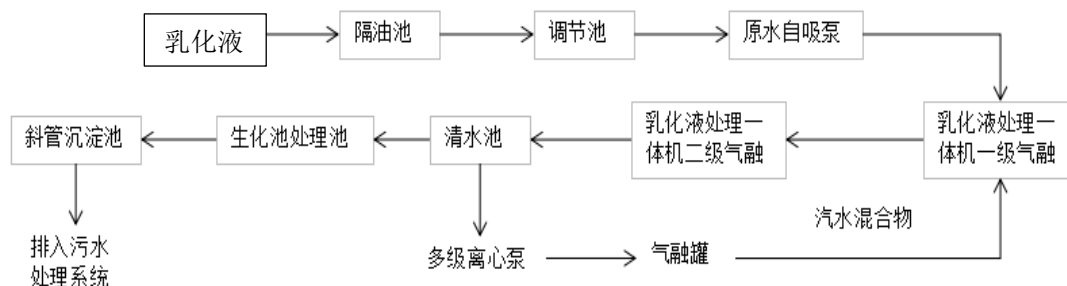 乳化液
隔油池
调节池
原水自吸泵
斜管沉淀池
生化池处理池
清水池
乳化液处理一
体机二级气融
乳化液处理一
体机一级气融
汽水混合物
排入污水
处理系统
多级离心泵
气融罐